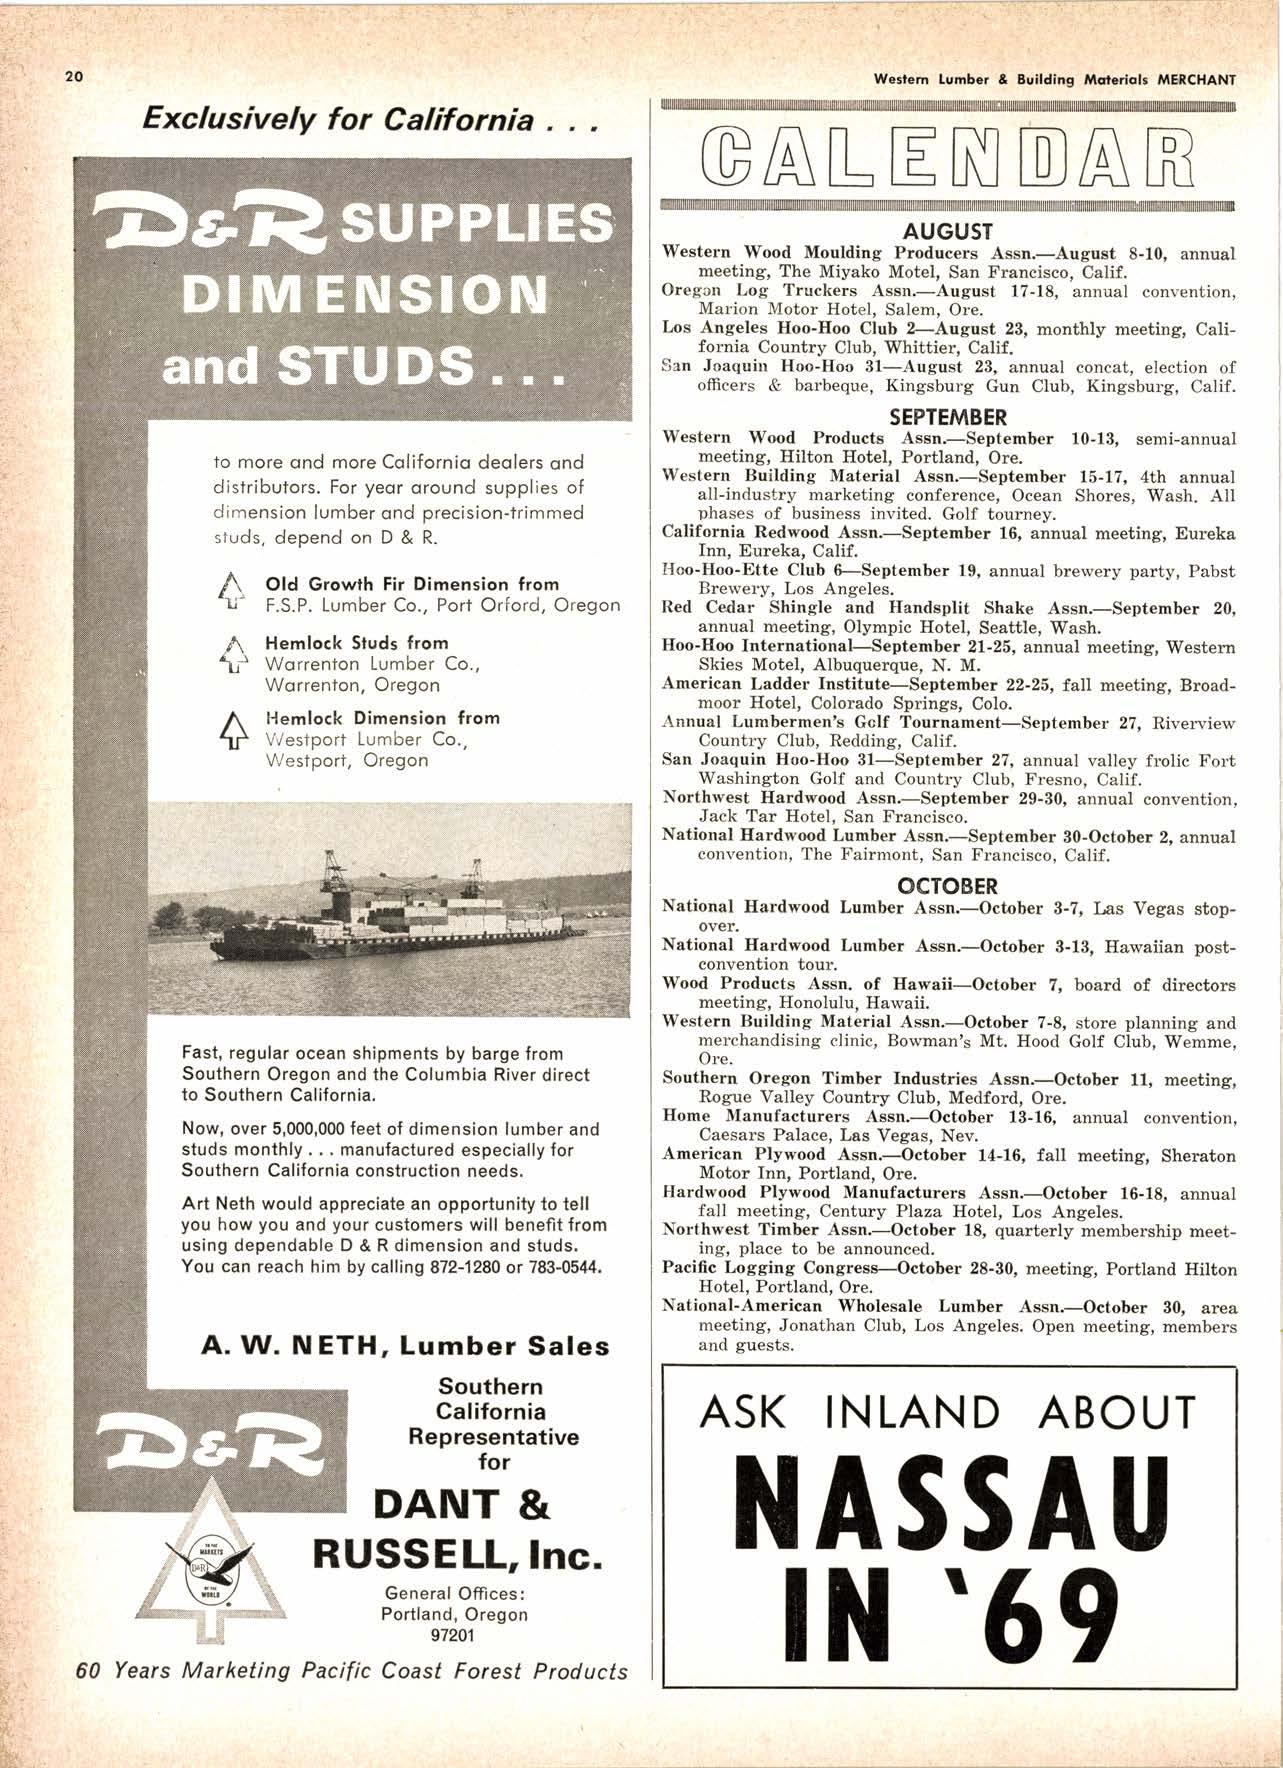 20
Western Lumber & Building Materials MERCHANT
Exclusively for California . . .
D&R SUPPLIES
DIMENSION
and STUDS . . .
to more and more California dealers and
distributors. For year around supplies of
dimension lumber and precision-trimmed
studs, depend on D & R.
Old Growth Fir Dimension from
F.S.P. Lumber Co., Port Orford, Oregon
Hemlock Studs from
Warrenton Lumber Co.,
Warrenton, Oregon
Hemlock Dimension from
Westport Lumber Co.,
Westport, Oregon
Fast, regular ocean shipments by barge from
Southern Oregon and the Columbia River direct
to Southern California.
Now, over 5,000,000 feet of dimension lumber and
studs monthly . . . manufactured especially for
Southern California construction needs.
Art Neth would appreciate an opportunity to tell
you how you and your customers will benefit from
using dependable D & R dimension and studs.
You can reach him by calling 872-1280 or 783-0544.
A. W. NETH, Lumber Sales
Southern
California
Representative
for
D&R
DANT &
RUSSELL, Inc.
TO THE
MARKETS
D&R
OF THE
WORLD
General Offices:
Portland, Oregon
97201
60 Years Marketing Pacific Coast Forest Products
CALENDAR
AUGUST
Western Wood Moulding Producers Assn.—August 8-10, annual
meeting, The Miyako Motel, San Francisco, Calif.
Oregon Log Truckers Assn.—August 17-18, annual convention,
Marion Motor Hotel, Salem, Ore.
Los Angeles Hoo-Hoo Club 2—August 23, monthly meeting, Cali-
fornia Country Club, Whittier, Calif.
San Joaquin Hoo-Hoo 31—August 23, annual concat, election of
officers & barbeque, Kingsburg Gun Club, Kingsburg, Calif.
SEPTEMBER
Western Wood Products Assn.—September 10-13, semi-annual
meeting, Hilton Hotel, Portland, Ore.
Western Building Material Assn.—September 15-17, 4th annual
all-industry marketing conference, Ocean Shores, Wash. All
phases of business invited. Golf tourney.
California Redwood Assn.—September 16, annual meeting, Eureka
Inn, Eureka, Calif.
Hoo-Hoo-Ette Club 6—September 19, annual brewery party, Pabst
Brewery, Los Angeles.
Red Cedar Shingle and Handsplit Shake Assn.—September 20,
annual meeting, Olympic Hotel, Seattle, Wash.
Hoo-Hoo International—September 21-25, annual meeting, Western
Skies Motel, Albuquerque, N. M.
American Ladder Institute—September 22-25, fall meeting, Broad-
moor Hotel, Colorado Springs, Colo.
Annual Lumbermen's Golf Tournament—September 27, Riverview
Country Club, Redding, Calif.
San Joaquin Hoo-Hoo 31—September 27, annual valley frolic Fort
Washington Golf and Country Club, Fresno, Calif.
Northwest Hardwood Assn.—September 29-30, annual convention,
Jack Tar Hotel, San Francisco.
National Hardwood Lumber Assn.—September 30-October 2, annual
convention, The Fairmont, San Francisco, Calif.
OCTOBER
National Hardwood Lumber Assn.—October 3-7, Las Vegas stop-
over.
National Hardwood Lumber Assn.—October 3-13, Hawaiian post-
convention tour.
Wood Products Assn. of Hawaii—October 7, board of directors
meeting, Honolulu, Hawaii.
Western Building Material Assn.—October 7-8, store planning and
merchandising clinic, Bowman's Mt. Hood Golf Club, Wemme,
Ore.
Southern Oregon Timber Industries Assn.—October 11, meeting,
Rogue Valley Country Club, Medford, Ore.
Home Manufacturers Assn.—October 13-16, annual convention,
Caesars Palace, Las Vegas, Nev.
American Plywood Assn.—October 14-16, fall meeting, Sheraton
Motor Inn, Portland, Ore.
Hardwood Plywood Manufacturers Assn.—October 16-18, annual
fall meeting, Century Plaza Hotel, Los Angeles.
Northwest Timber Assn.—October 18, quarterly membership meet-
ing, place to be announced.
Pacific Logging Congress—October 28-30, meeting, Portland Hilton
Hotel, Portland, Ore.
National-American Wholesale Lumber Assn.—October 30, area
meeting, Jonathan Club, Los Angeles. Open meeting, members
and guests.
ASK INLAND ABOUT
NASSAU
IN '69